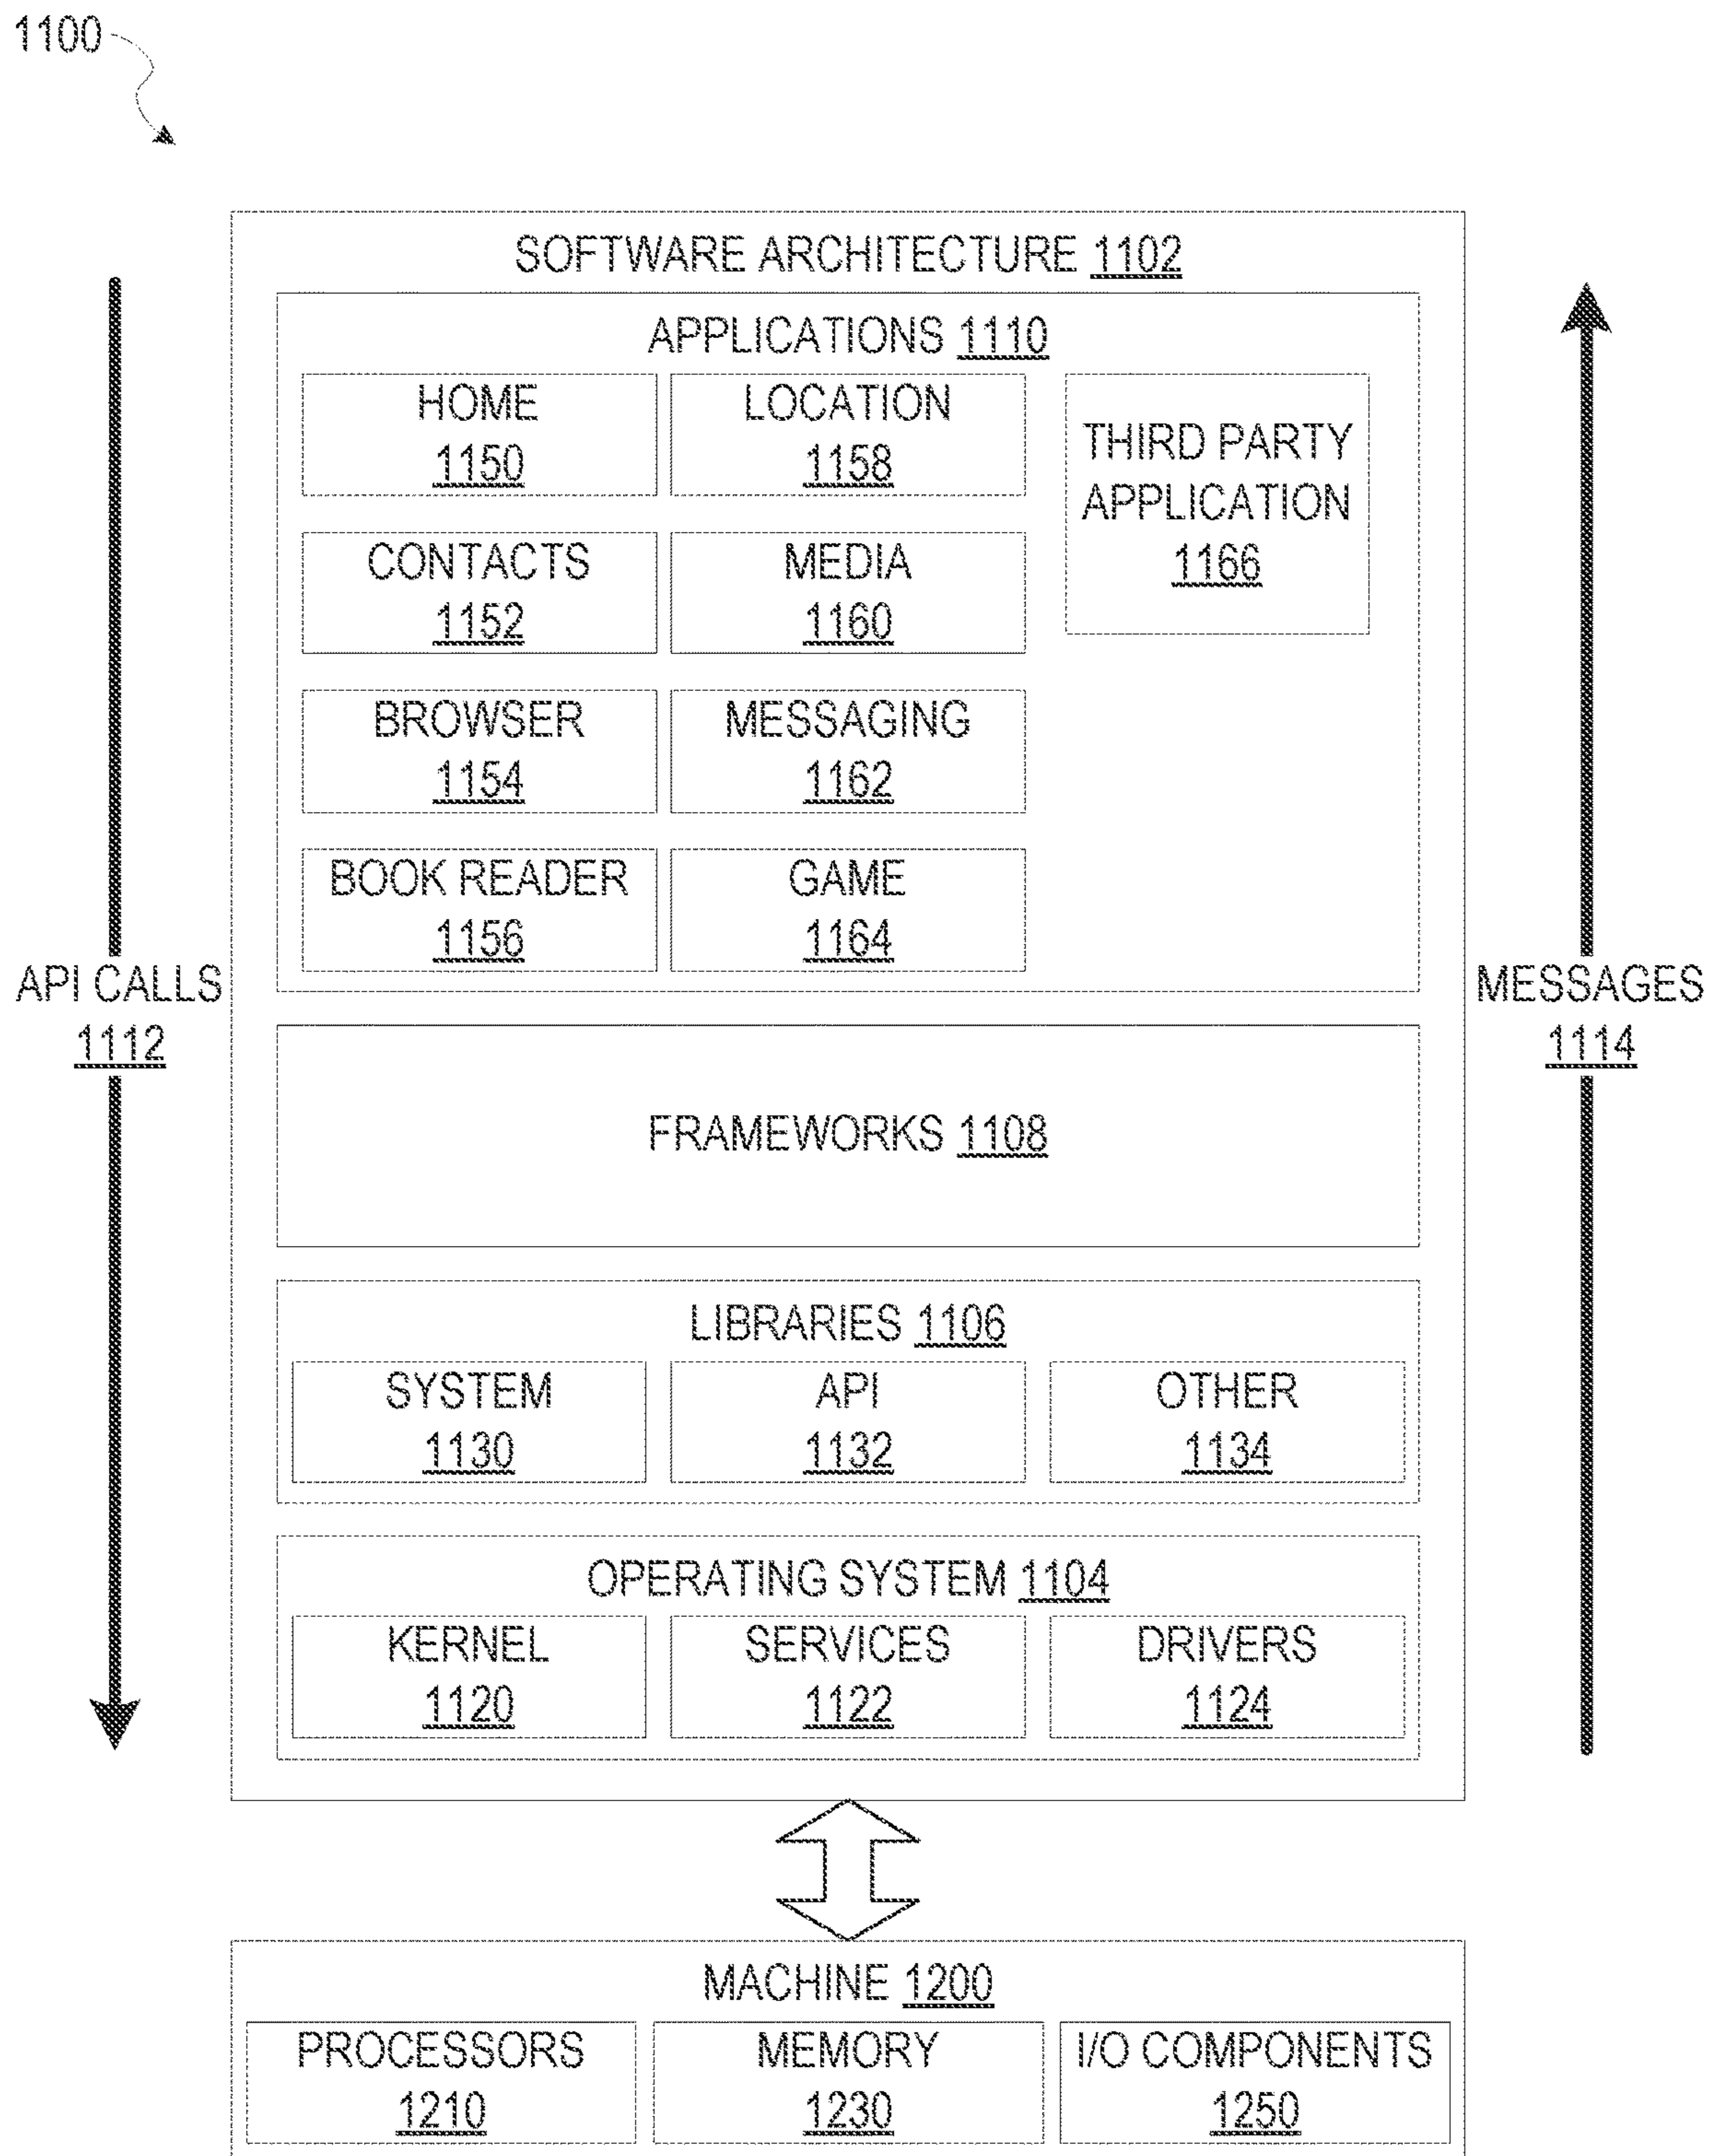 1100
SOFTWARE ARCHITECTURE 1102
APPLICATIONS 1110
HOME
1150
LOCATION
1158
THIRD PARTY
APPLICATION
1166
CONTACTS
1152
MEDIA
1160
BROWSER
1154
MESSAGING
1162
BOOK READER
1156
GAME
1164
API CALLS
1112
MESSAGES
1114
FRAMEWORKS 1108
LIBRARIES 1106
SYSTEM
1130
API
1132
OTHER
1134
OPERATING SYSTEM 1104
KERNEL
1120
SERVICES
1122
DRIVERS
1124
MACHINE 1200
PROCESSORS
1210
MEMORY
1230
I/O COMPONENTS
1250